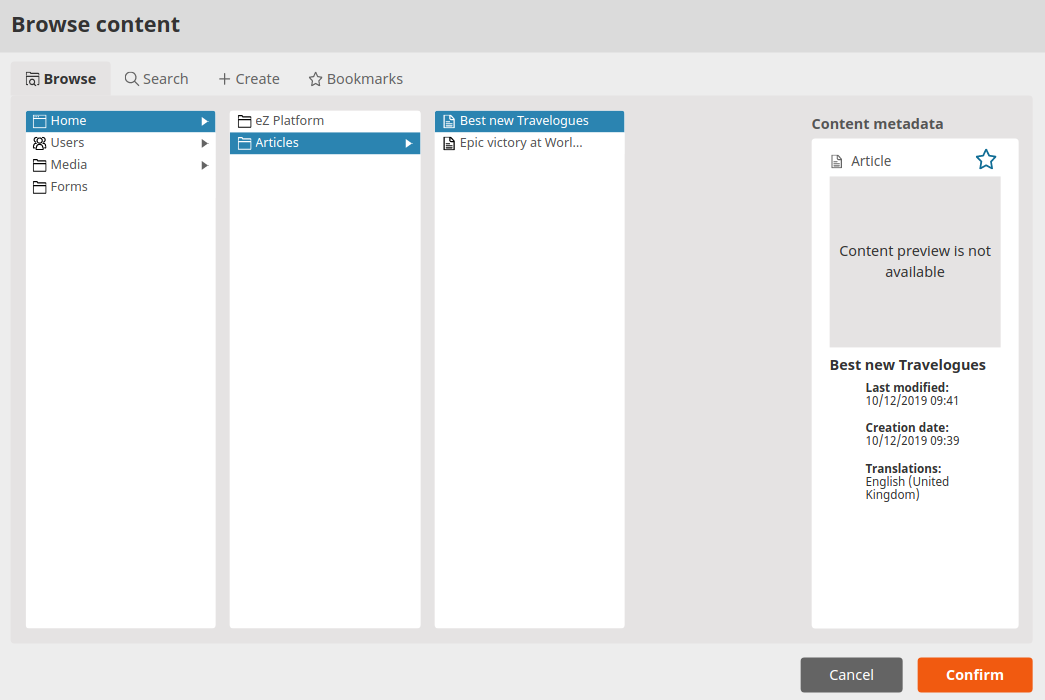 Browse content
Browse
Search
Create
Bookmarks
Home
Users
Media
Forms
eZ Platform
Articles
Best new Travelogues
Epic victory at Worl...
Content metadata
Article
Content preview is not
available
Best new Travelogues
Last modified:
10/12/2019 09:41
Creation date:
10/12/2019 09:39
Translations:
English (United
Kingdom)
Cancel
Confirm